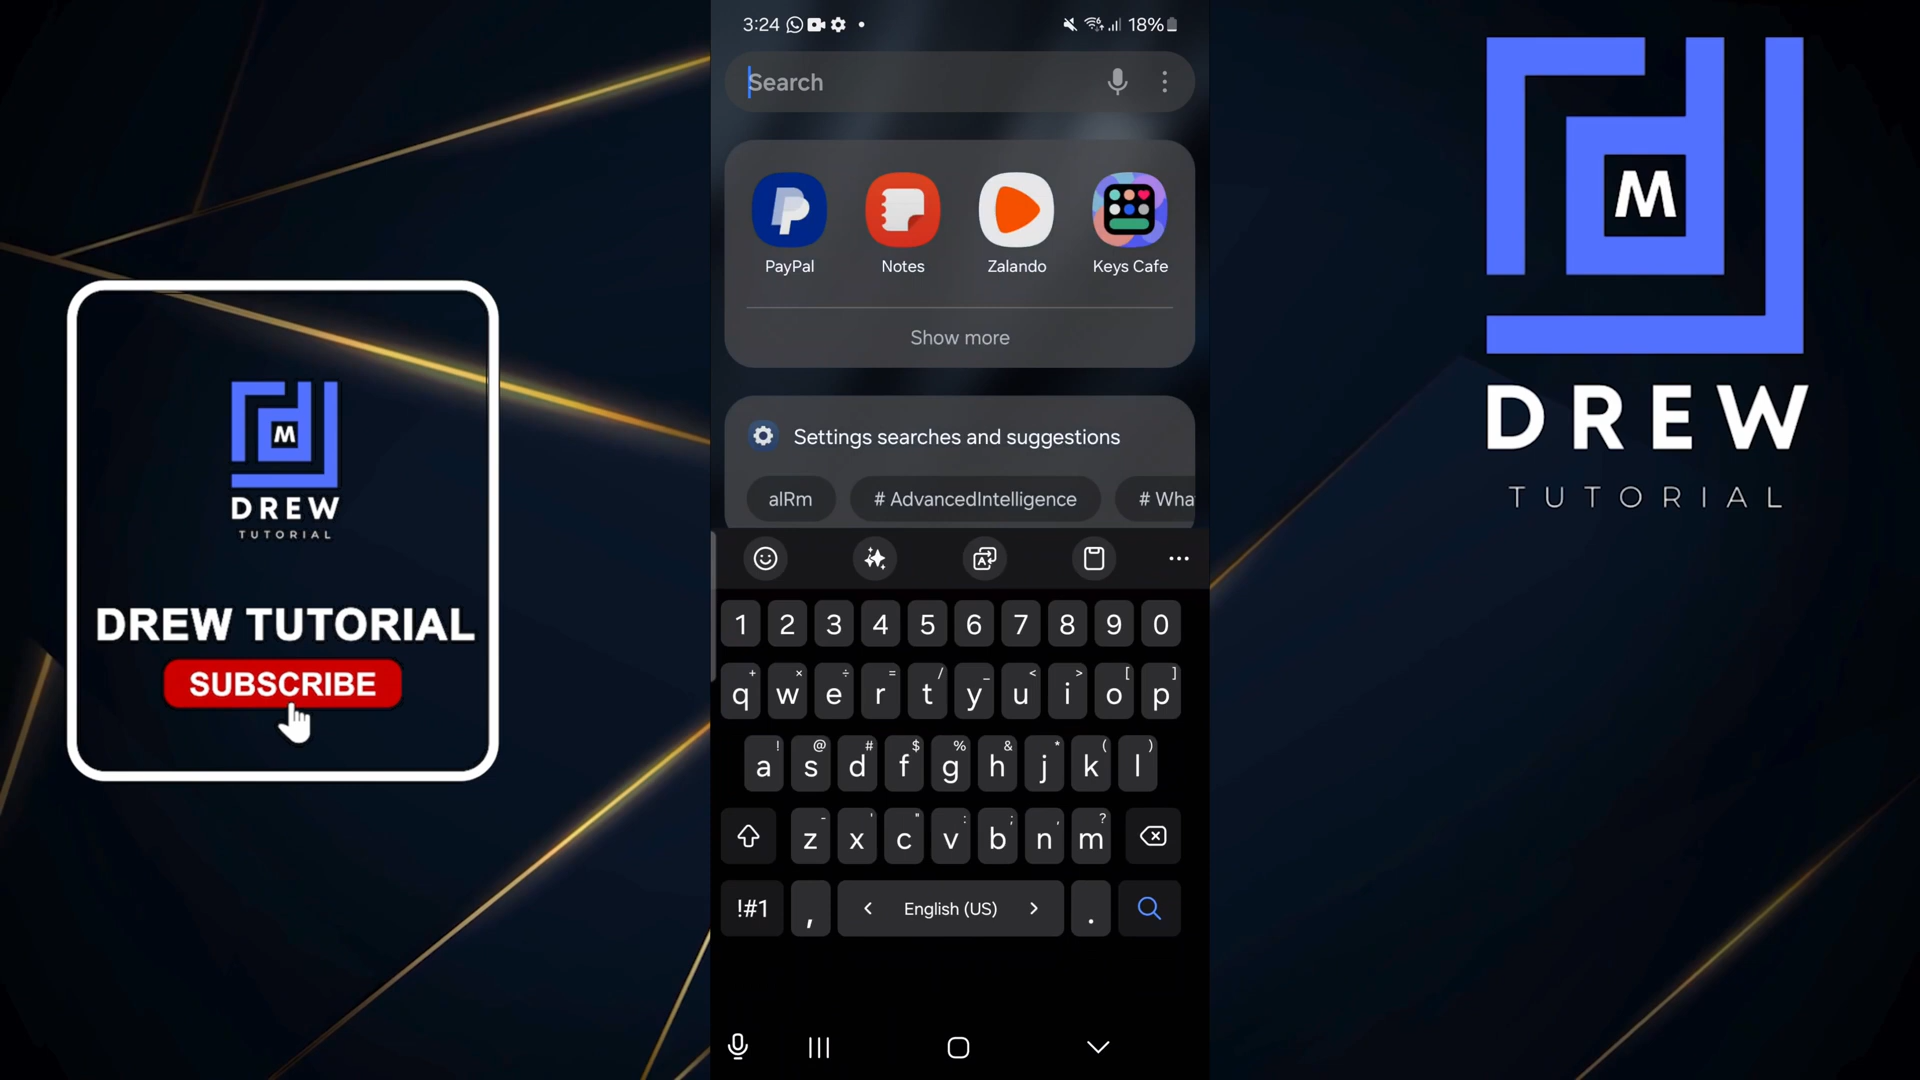 3:24
18%
Search
PayPal
Notes
Zalando
Keys Cafe
Show more
Settings searches and suggestions
alRm
# AdvancedIntelligence
# Wha
1 2 3 4 5 6 7 8 9 0
+ × ÷ = / _ < > [ ]
q w e r t y u i o p
! @ # $ % & * ( )
a s d f g h j k l
- ' " : ; , ?
z x c v b n m
!#1 , < English (US) > .
M
DREW
TUTORIAL
DREW TUTORIAL
SUBSCRIBE
M
DREW
TUTORIAL